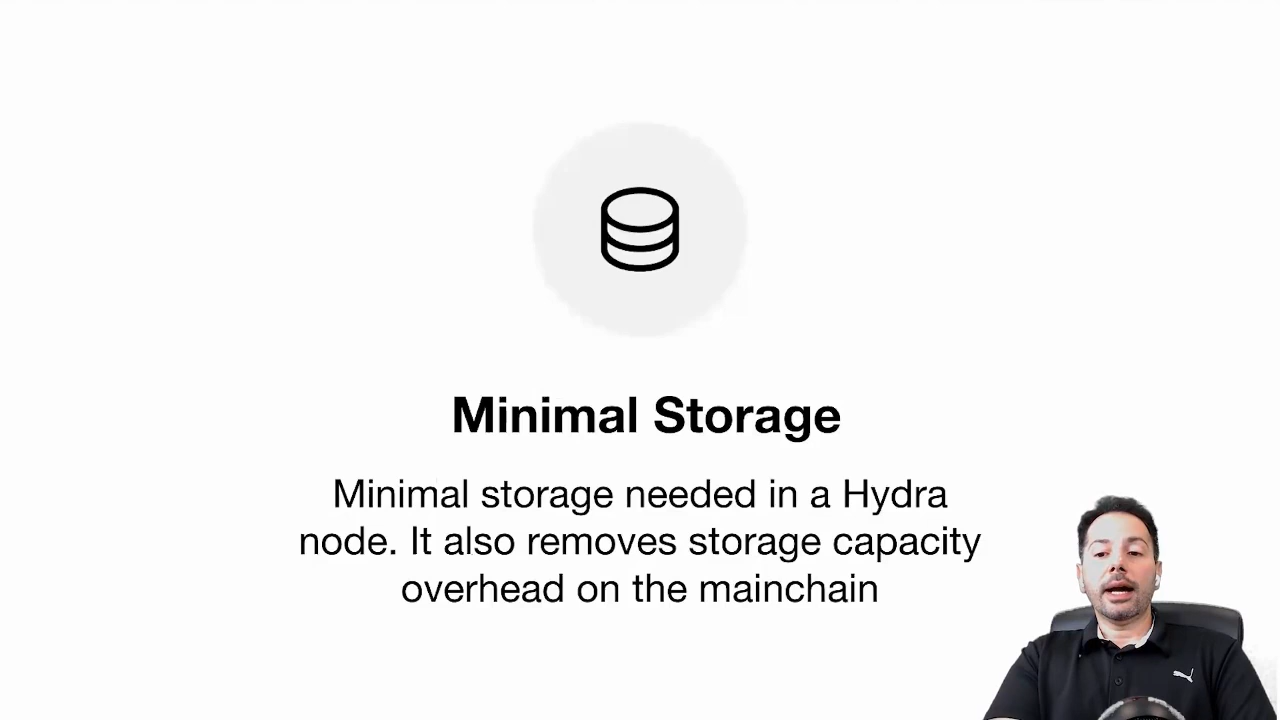 Minimal Storage
Minimal storage needed in a Hydra
node. It also removes storage capacity
overhead on the mainchain